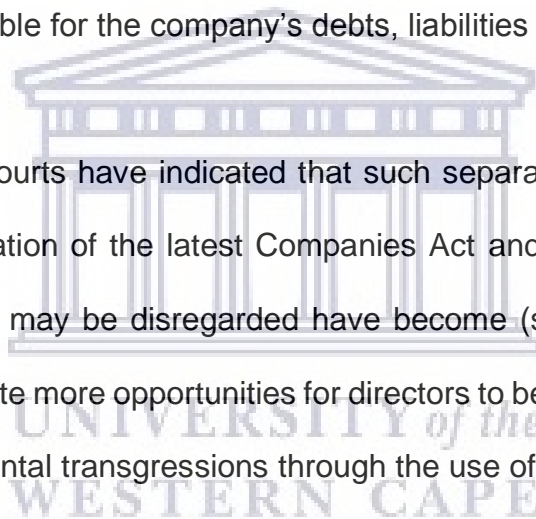 ble for the company’s debts, liabilities
ourts have indicated that such separa
ation of the latest Companies Act and
may be disregarded have become (s
te more opportunities for directors to be
UNIVERSITY of the
ntal transgressions through the use of
WESTERN CAPE